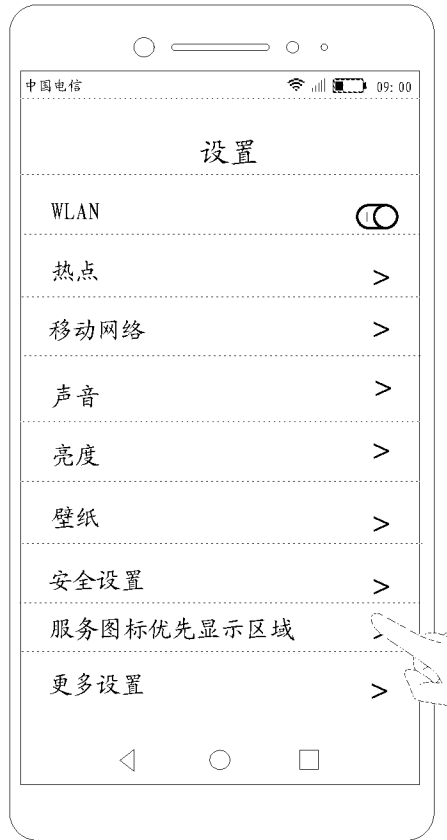 中国电信 09:00
设置
WLAN
热点 >
移动网络 >
声音 >
亮度 >
壁纸 >
安全设置 >
服务图标优先显示区域 >
更多设置 >